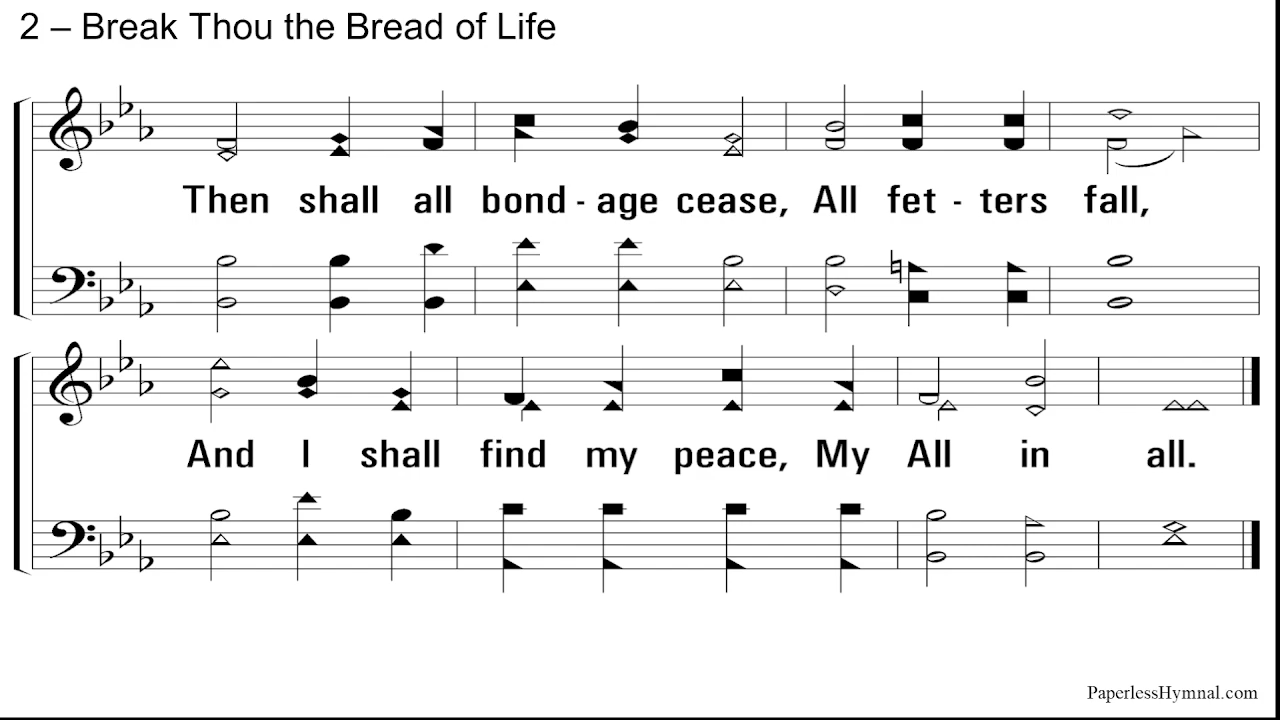 2 – Break Thou the Bread of Life
Then shall all bond - age cease, All fet - ters fall,
And I shall find my peace, My All in all.
PaperlessHymnal.com